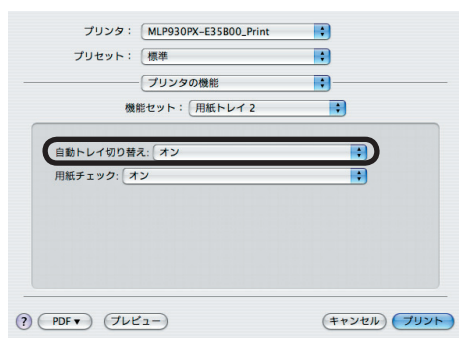 プリンタ： MLP930PX-E35B00_Print
プリセット： 標準
プリンタの機能
機能セット： 用紙トレイ 2
自動トレイ切り替え: オン
用紙チェック: オン
? PDF▼ プレビュー キャンセル プリント